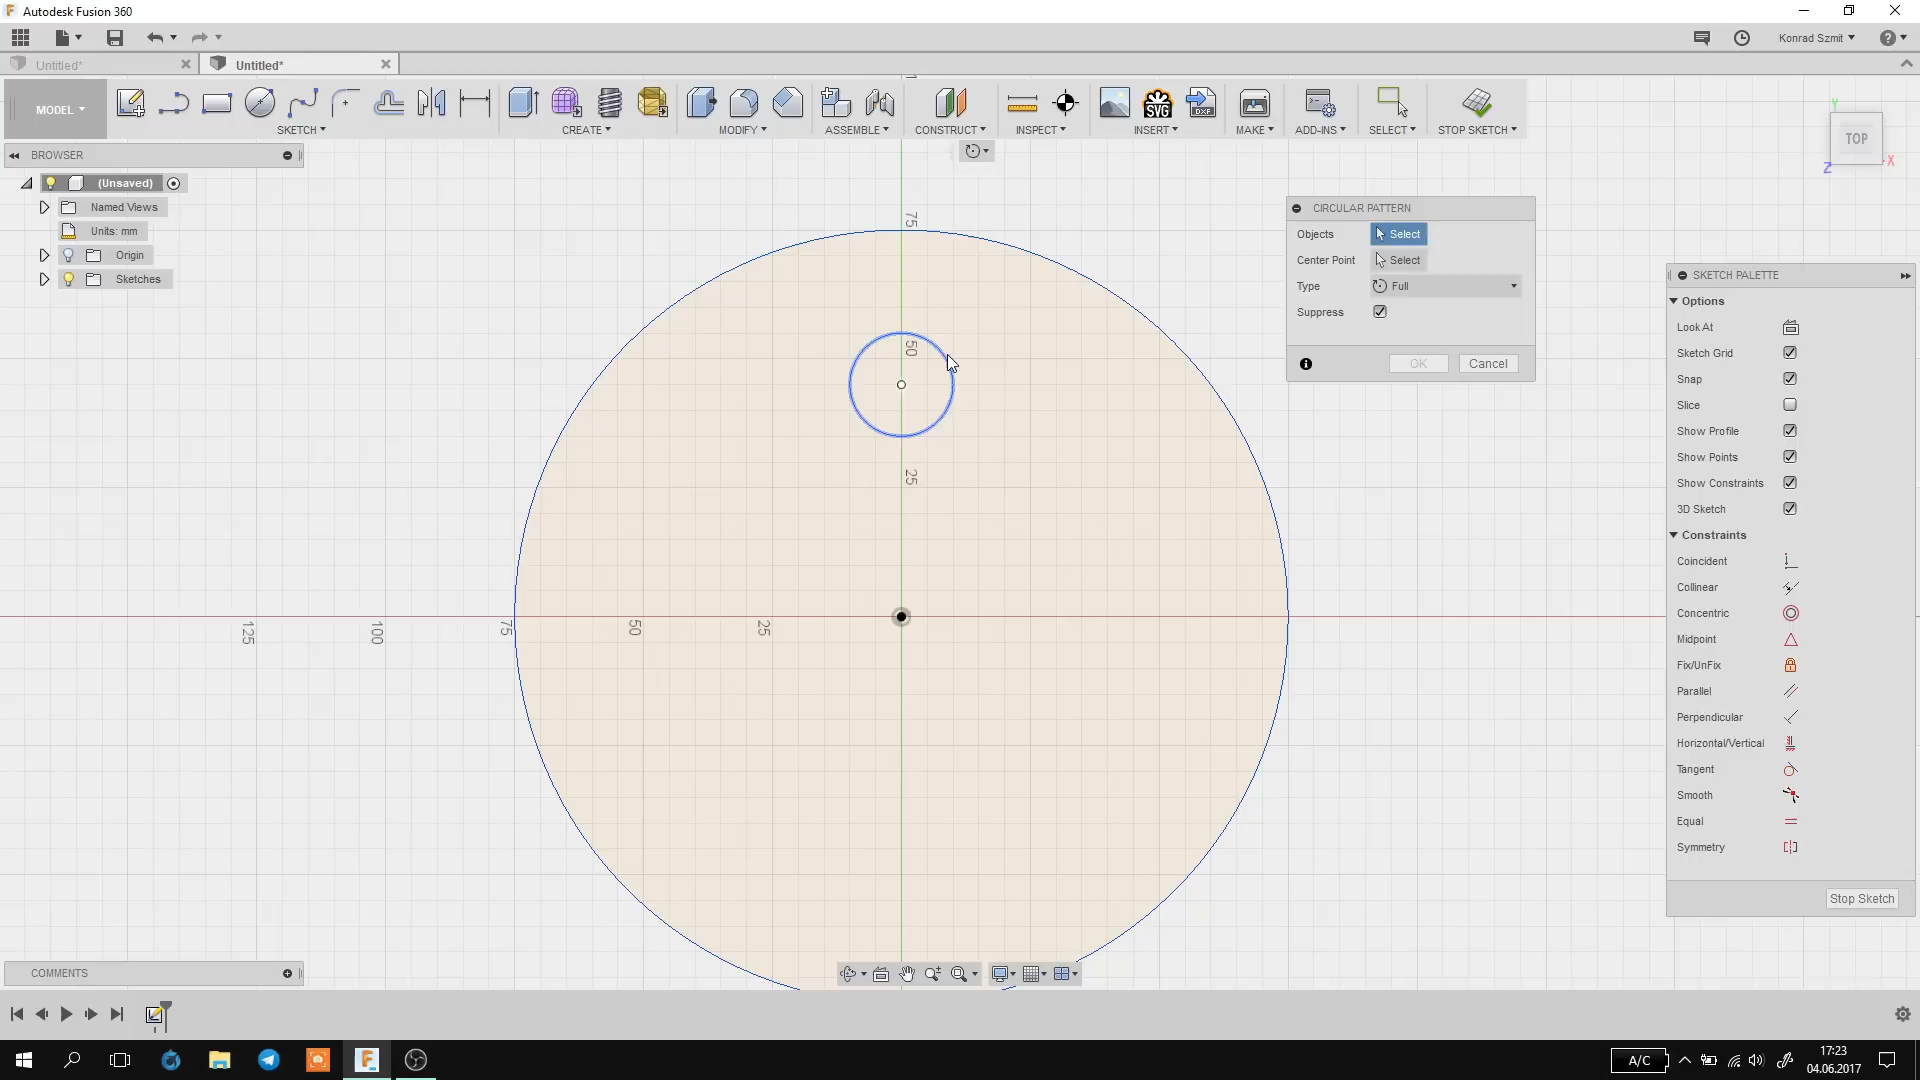 Autodesk Fusion 360
Konrad Szmit
Untitled*
Untitled*
MODEL
SKETCH
CREATE
MODIFY
ASSEMBLE
CONSTRUCT
INSPECT
INSERT
MAKE
ADD-INS
SELECT
STOP SKETCH
SVG
DXF
BROWSER
(Unsaved)
Named Views
Units: mm
Origin
Sketches
Y
TOP
X
Z
CIRCULAR PATTERN
Objects Select
Center Point Select
Type Full
Suppress
OK Cancel
75
50
25
125
100
75
50
25
SKETCH PALETTE
Options
Look At
Sketch Grid
Snap
Slice
Show Profile
Show Points
Show Constraints
3D Sketch
Constraints
Coincident
Collinear
Concentric
Midpoint
Fix/UnFix
Parallel
Perpendicular
Horizontal/Vertical
Tangent
Smooth
Equal
Symmetry
Stop Sketch
COMMENTS
A/C
17:23
04.06.2017